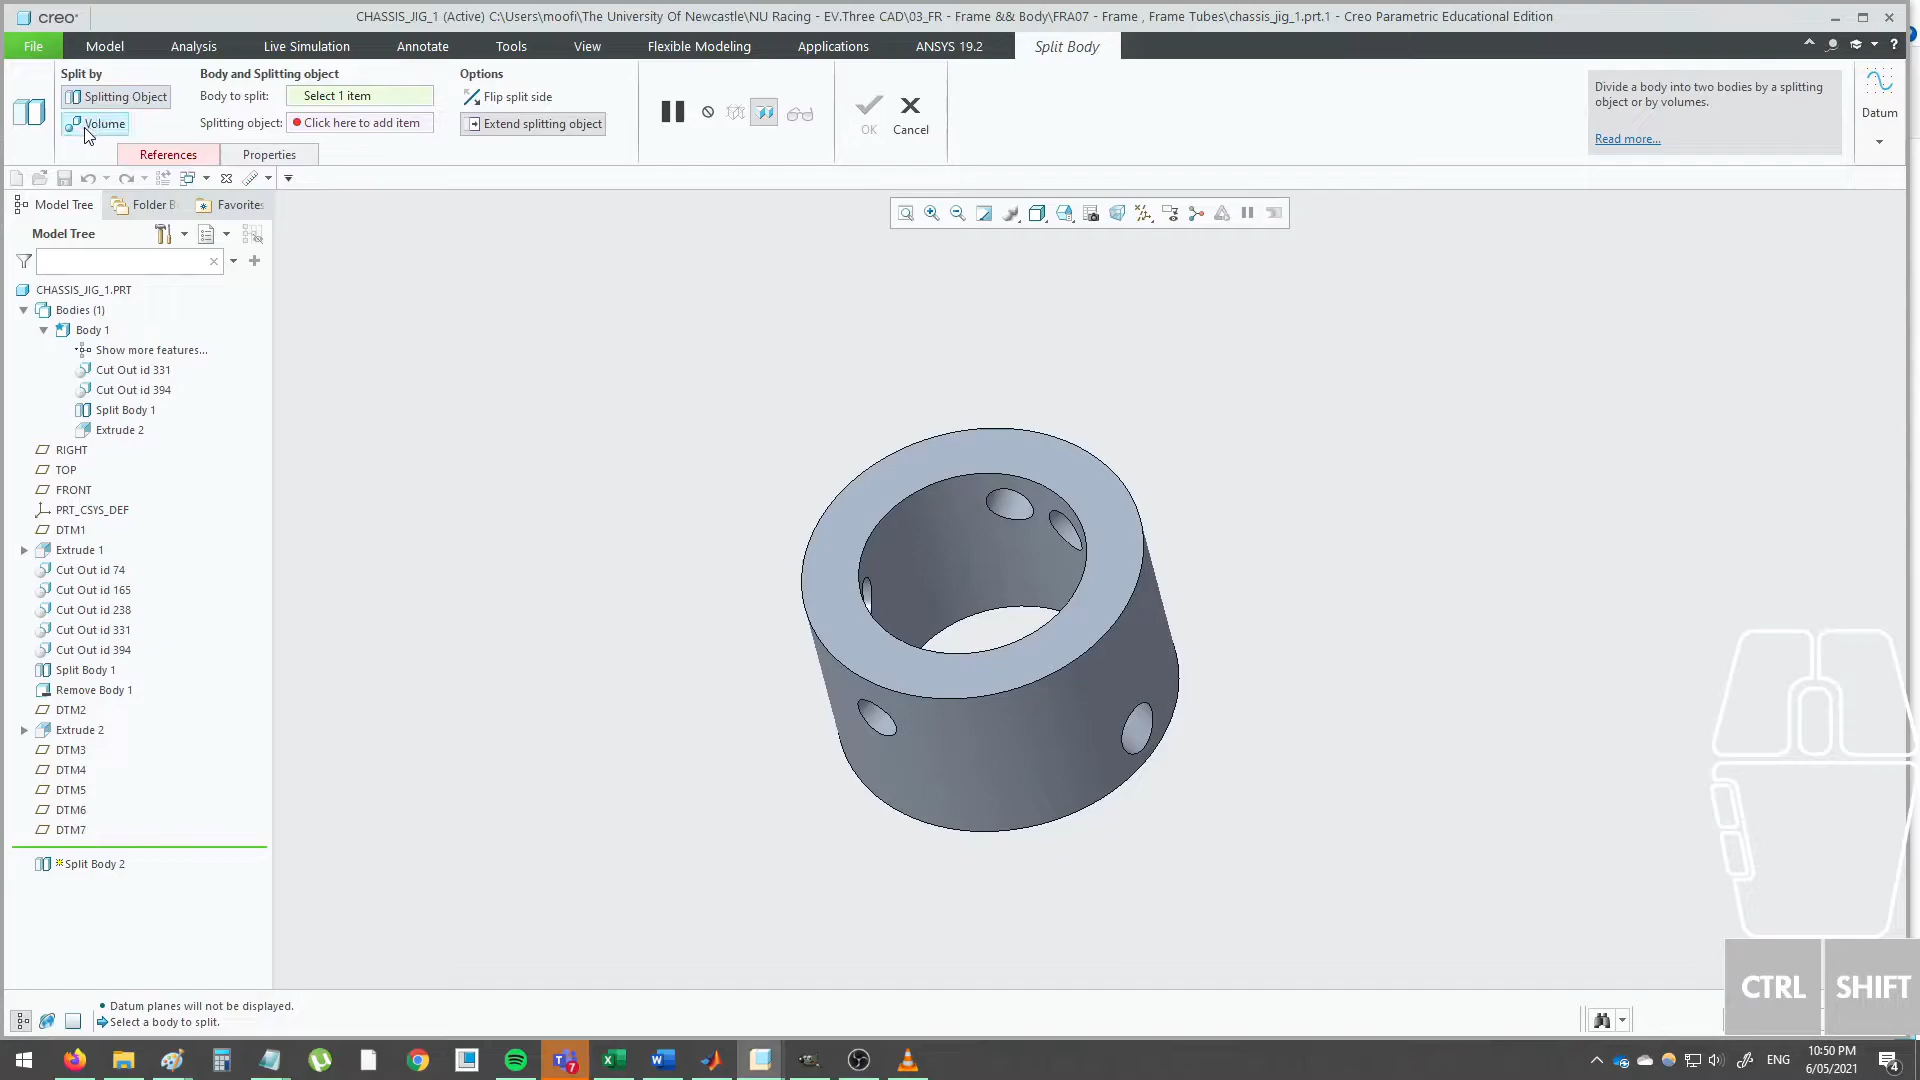 creo
CHASSIS_JIG_1 (Active) C:\Users\moofi\The University Of Newcastle\NU Racing - EV.Three CAD\03_FR - Frame && Body\FRA07 - Frame , Frame Tubes\chassis_jig_1.prt.1 - Creo Parametric Educational Edition
File Model Analysis Live Simulation Annotate Tools View Flexible Modeling Applications ANSYS 19.2 Split Body
Split by Body and Splitting object Options
Splitting Object Body to split: Select 1 item Flip split side
Volume Splitting object: Click here to add item Extend splitting object
OK Cancel
Divide a body into two bodies by a splitting
object or by volumes.
Read more...
Datum
References Properties
Model Tree Folder B Favorites
Model Tree
CHASSIS_JIG_1.PRT
Bodies (1)
Body 1
Show more features...
Cut Out id 331
Cut Out id 394
Split Body 1
Extrude 2
RIGHT
TOP
FRONT
PRT_CSYS_DEF
DTM1
Extrude 1
Cut Out id 74
Cut Out id 165
Cut Out id 238
Cut Out id 331
Cut Out id 394
Split Body 1
Remove Body 1
DTM2
Extrude 2
DTM3
DTM4
DTM5
DTM6
DTM7
Split Body 2
CTRL SHIFT
Datum planes will not be displayed.
Select a body to split.
7
ENG
10:50 PM
6/05/2021
4